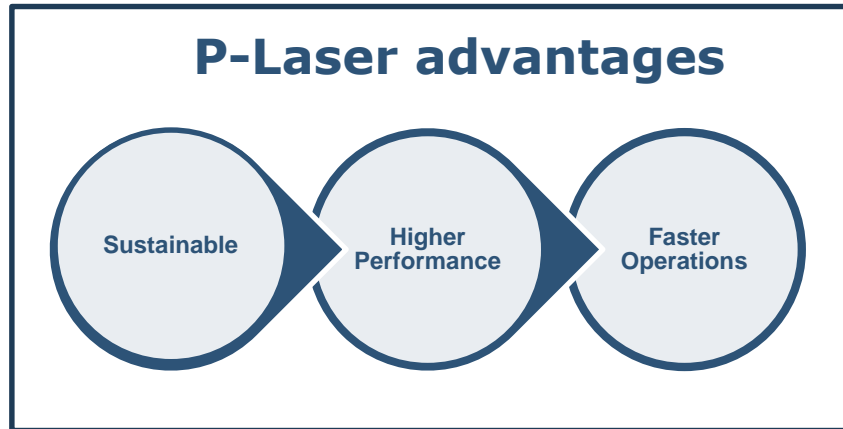 P-Laser advantages
Sustainable
Higher
Performance
Faster
Operations